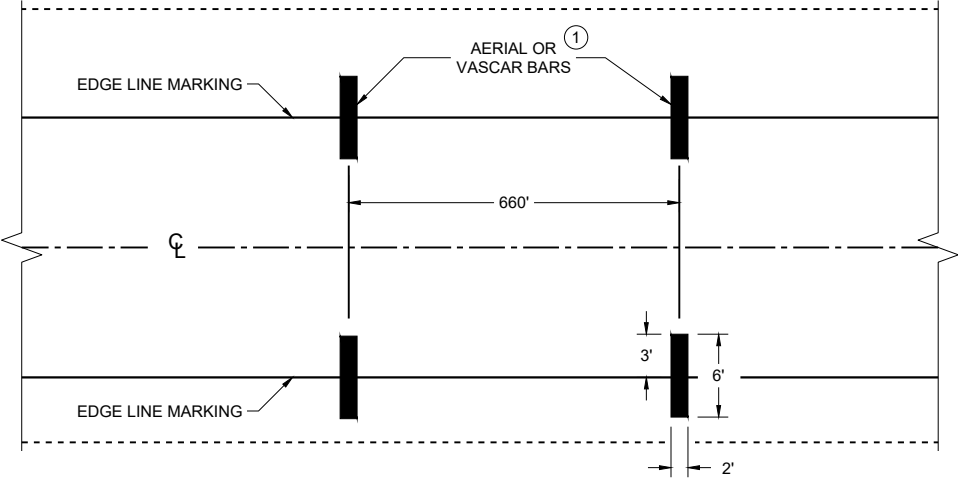 AERIAL OR 1
VASCAR BARS
EDGE LINE MARKING
660'
℄
3'
6'
EDGE LINE MARKING
2'